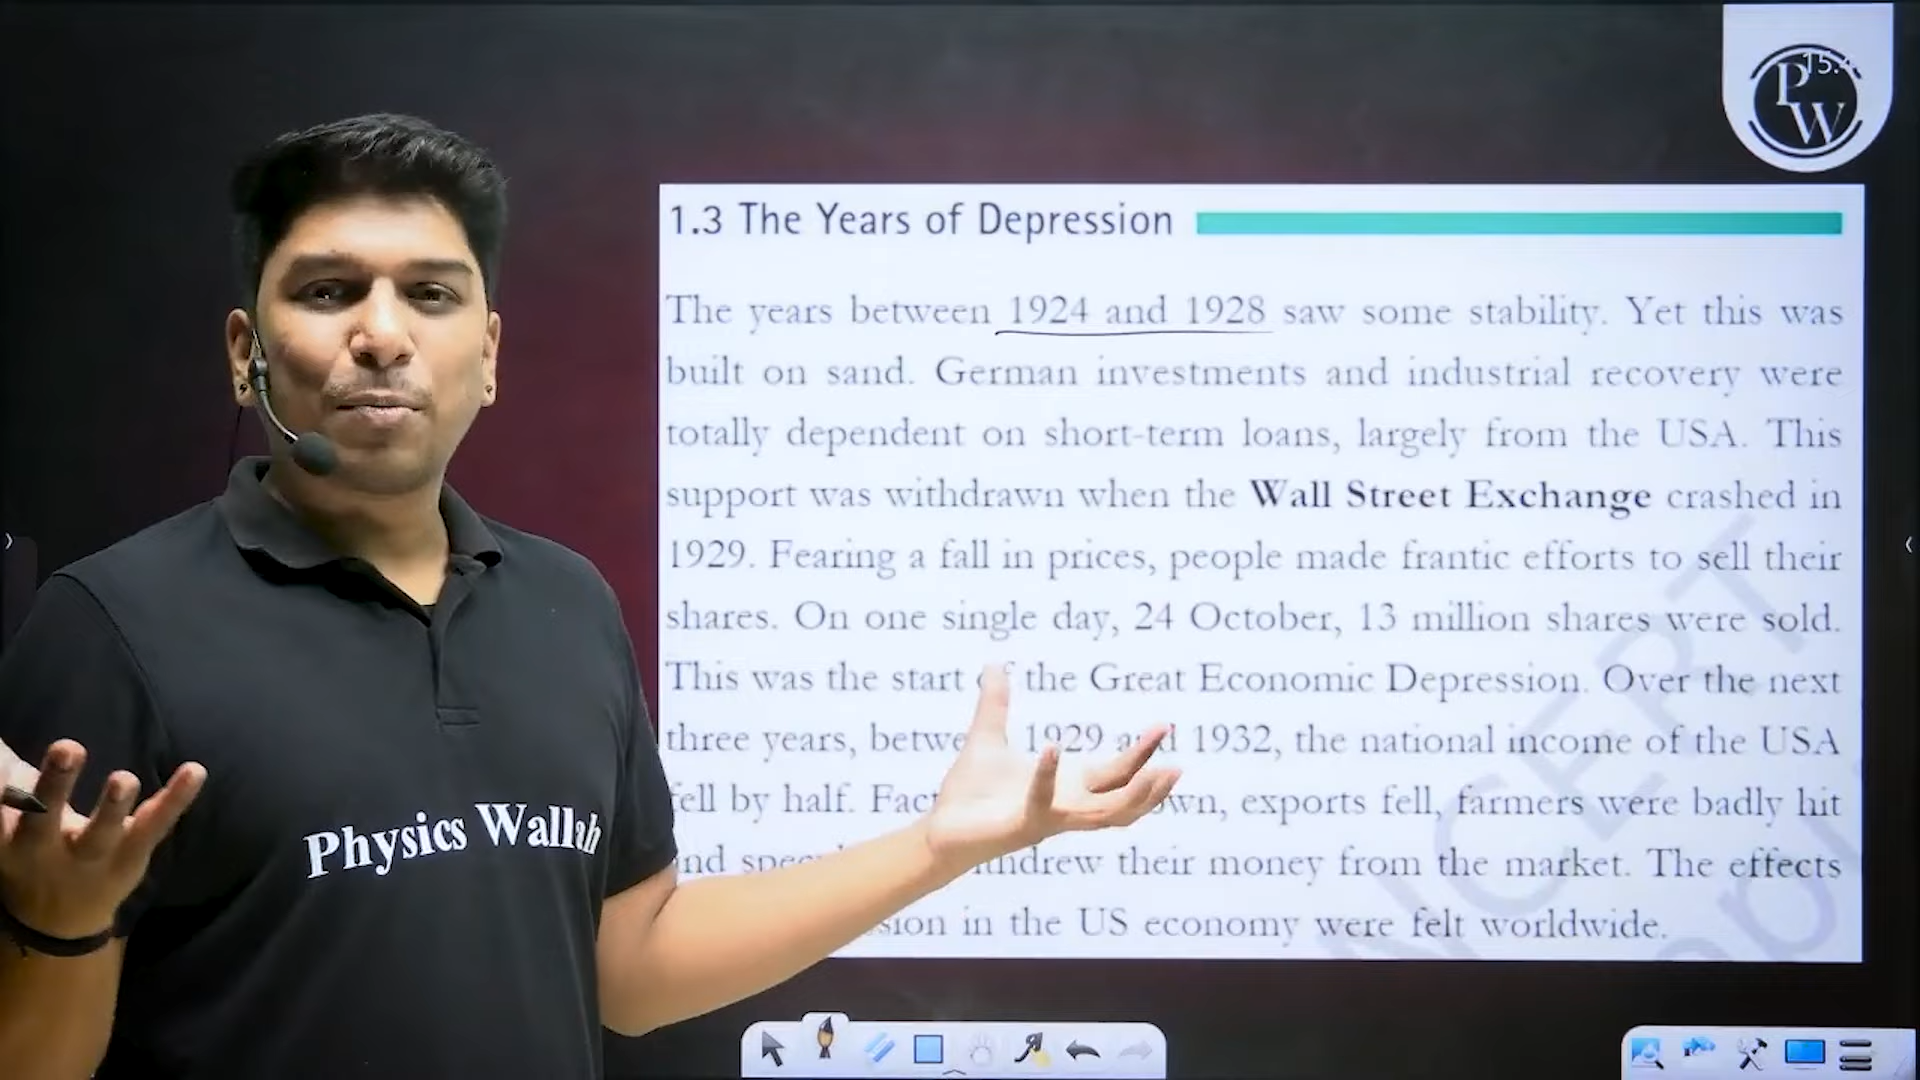 P W
15.
1.3 The Years of Depression
The years between 1924 and 1928 saw some stability. Yet this was
built on sand. German investments and industrial recovery were
totally dependent on short-term loans, largely from the USA. This
support was withdrawn when the Wall Street Exchange crashed in
1929. Fearing a fall in prices, people made frantic efforts to sell their
shares. On one single day, 24 October, 13 million shares were sold.
This was the start of the Great Economic Depression. Over the next
three years, between 1929 and 1932, the national income of the USA
fell by half. exports fell, farmers were badly hit
and their money from the market. The effects
in the US economy were felt worldwide.
Physics Wallah
NCERT